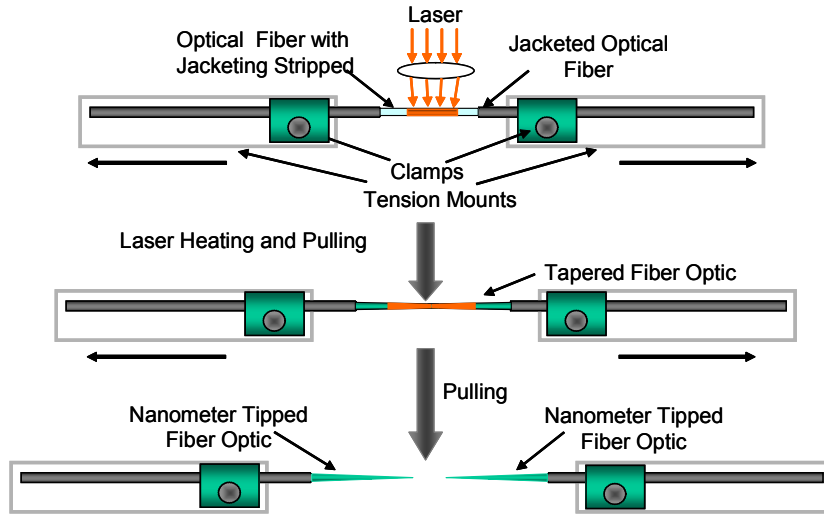 Laser
Optical Fiber with
Jacketing Stripped
Jacketed Optical
Fiber
Clamps
Tension Mounts
Laser Heating and Pulling
Tapered Fiber Optic
Pulling
Nanometer Tipped
Fiber Optic
Nanometer Tipped
Fiber Optic